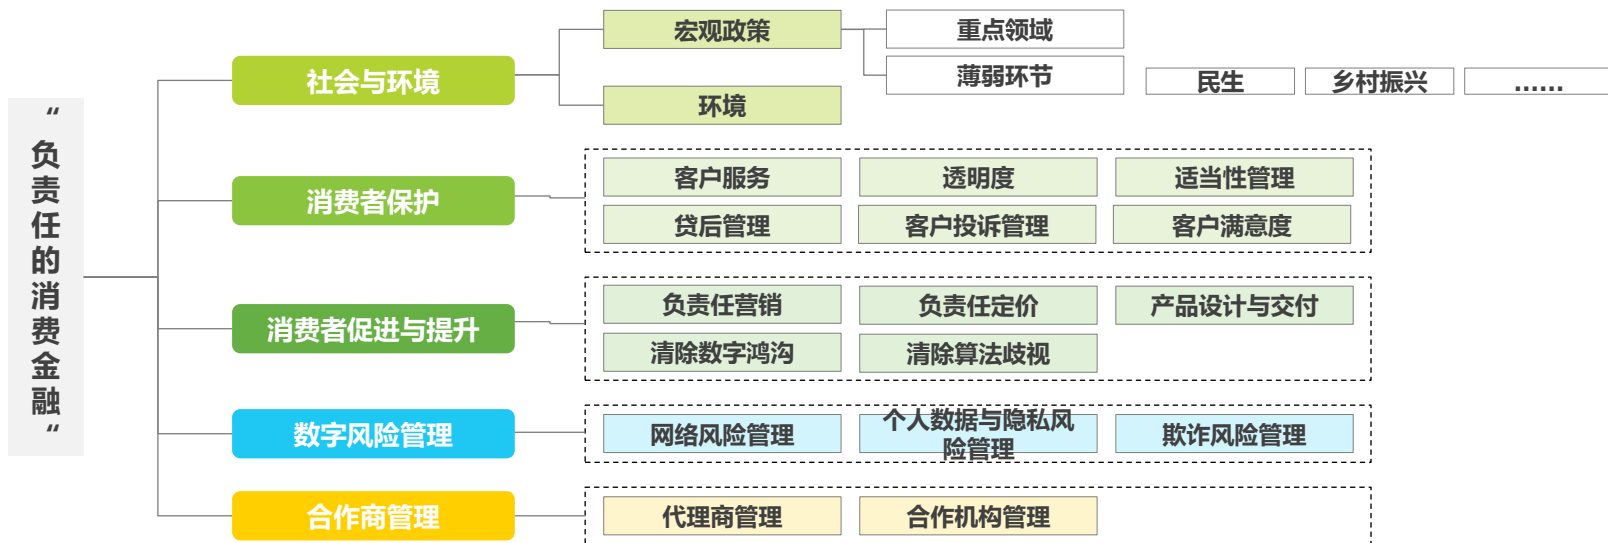 “负责任的消费金融“
社会与环境
宏观政策
重点领域
薄弱环节
民生
乡村振兴
......
环境
消费者保护
客户服务
透明度
适当性管理
贷后管理
客户投诉管理
客户满意度
消费者促进与提升
负责任营销
负责任定价
产品设计与交付
清除数字鸿沟
清除算法歧视
数字风险管理
网络风险管理
个人数据与隐私风
险管理
欺诈风险管理
合作商管理
代理商管理
合作机构管理